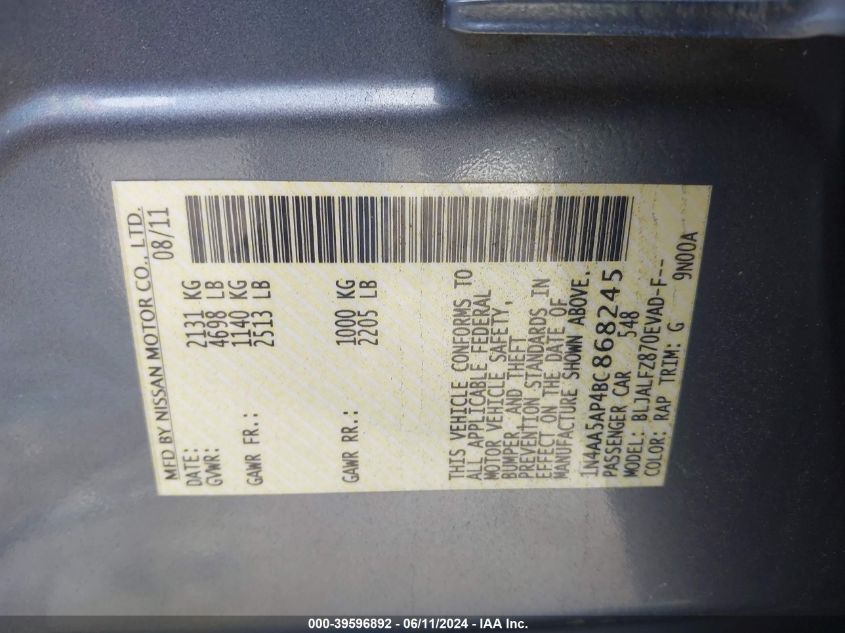 MFD BY NISSAN MOTOR CO., LTD.
DATE: 08/11
GVWR: 2131 KG
4698 LB
GAWR FR.: 1140 KG
2513 LB
GAWR RR.: 1000 KG
2205 LB
THIS VEHICLE CONFORMS TO
ALL APPLICABLE FEDERAL
MOTOR VEHICLE SAFETY,
BUMPER, AND THEFT
PREVENTION STANDARDS IN
EFFECT ON THE DATE OF
MANUFACTURE SHOWN ABOVE.
1N4AA5AP4BC868245
PASSENGER CAR 548
MODEL: BLJALFZ870EVAD-F--
COLOR: RAP TRIM: G 9N00A
000-39596892 - 06/11/2024 - IAA Inc.